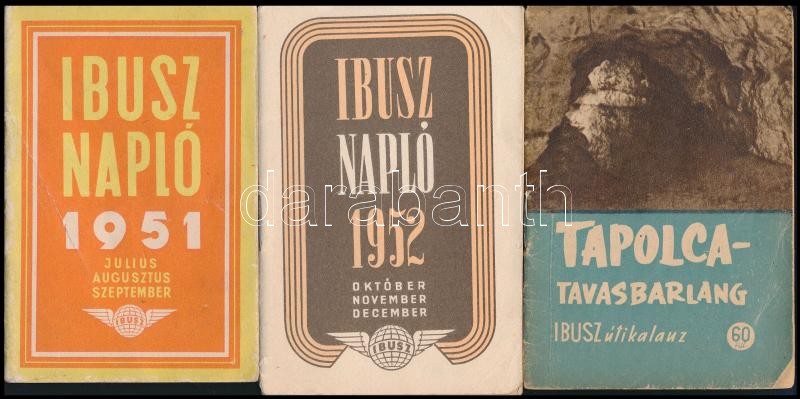 IBUSZ
NAPLÓ
1951
JULIUS
AUGUSZTUS
SZEPTEMBER
IBUSZ
IBUSZ
NAPLÓ
1952
OKTÓBER
NOVEMBER
DECEMBER
IBUSZ
TAPOLCA-
TAVASBARLANG
IBUSZ útikalauz
60
darabanth